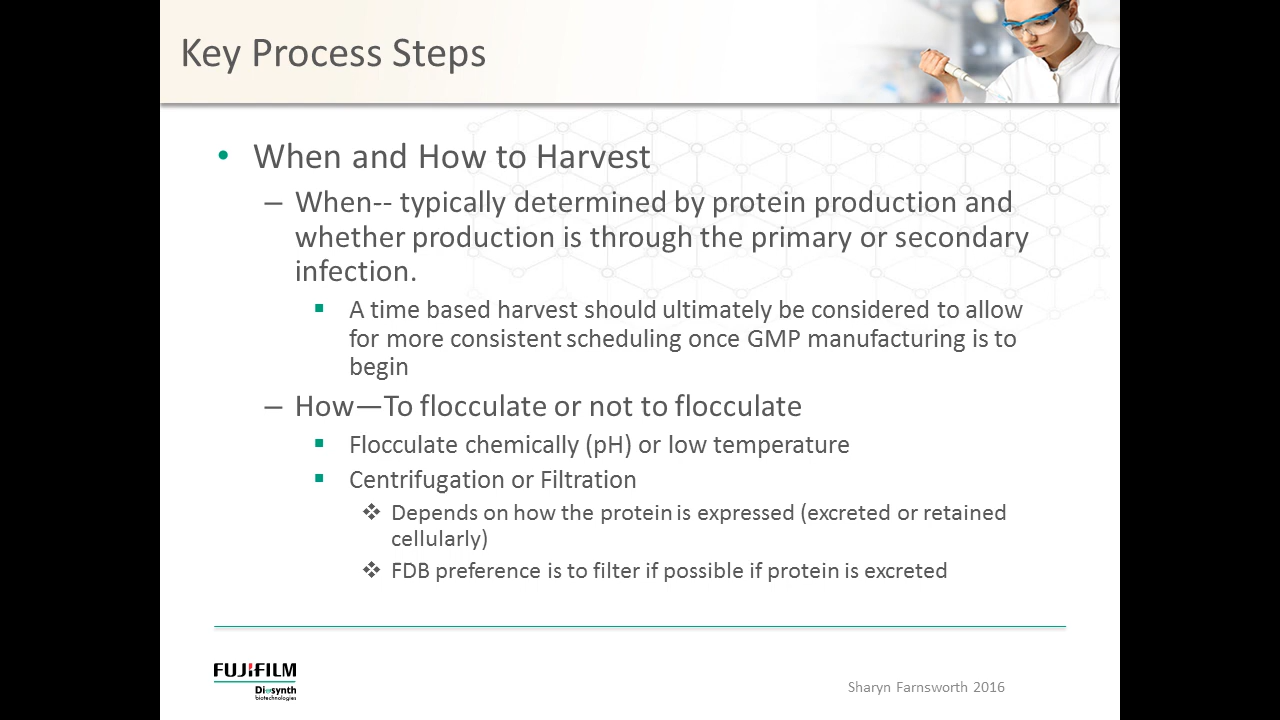 Key Process Steps
• When and How to Harvest
– When-- typically determined by protein production and
whether production is through the primary or secondary
infection.
▪ A time based harvest should ultimately be considered to allow
for more consistent scheduling once GMP manufacturing is to
begin
– How—To flocculate or not to flocculate
▪ Flocculate chemically (pH) or low temperature
▪ Centrifugation or Filtration
❖ Depends on how the protein is expressed (excreted or retained
cellularly)
❖ FDB preference is to filter if possible if protein is excreted
FUJIFILM
Diosynth
biotechnologies
Sharyn Farnsworth 2016